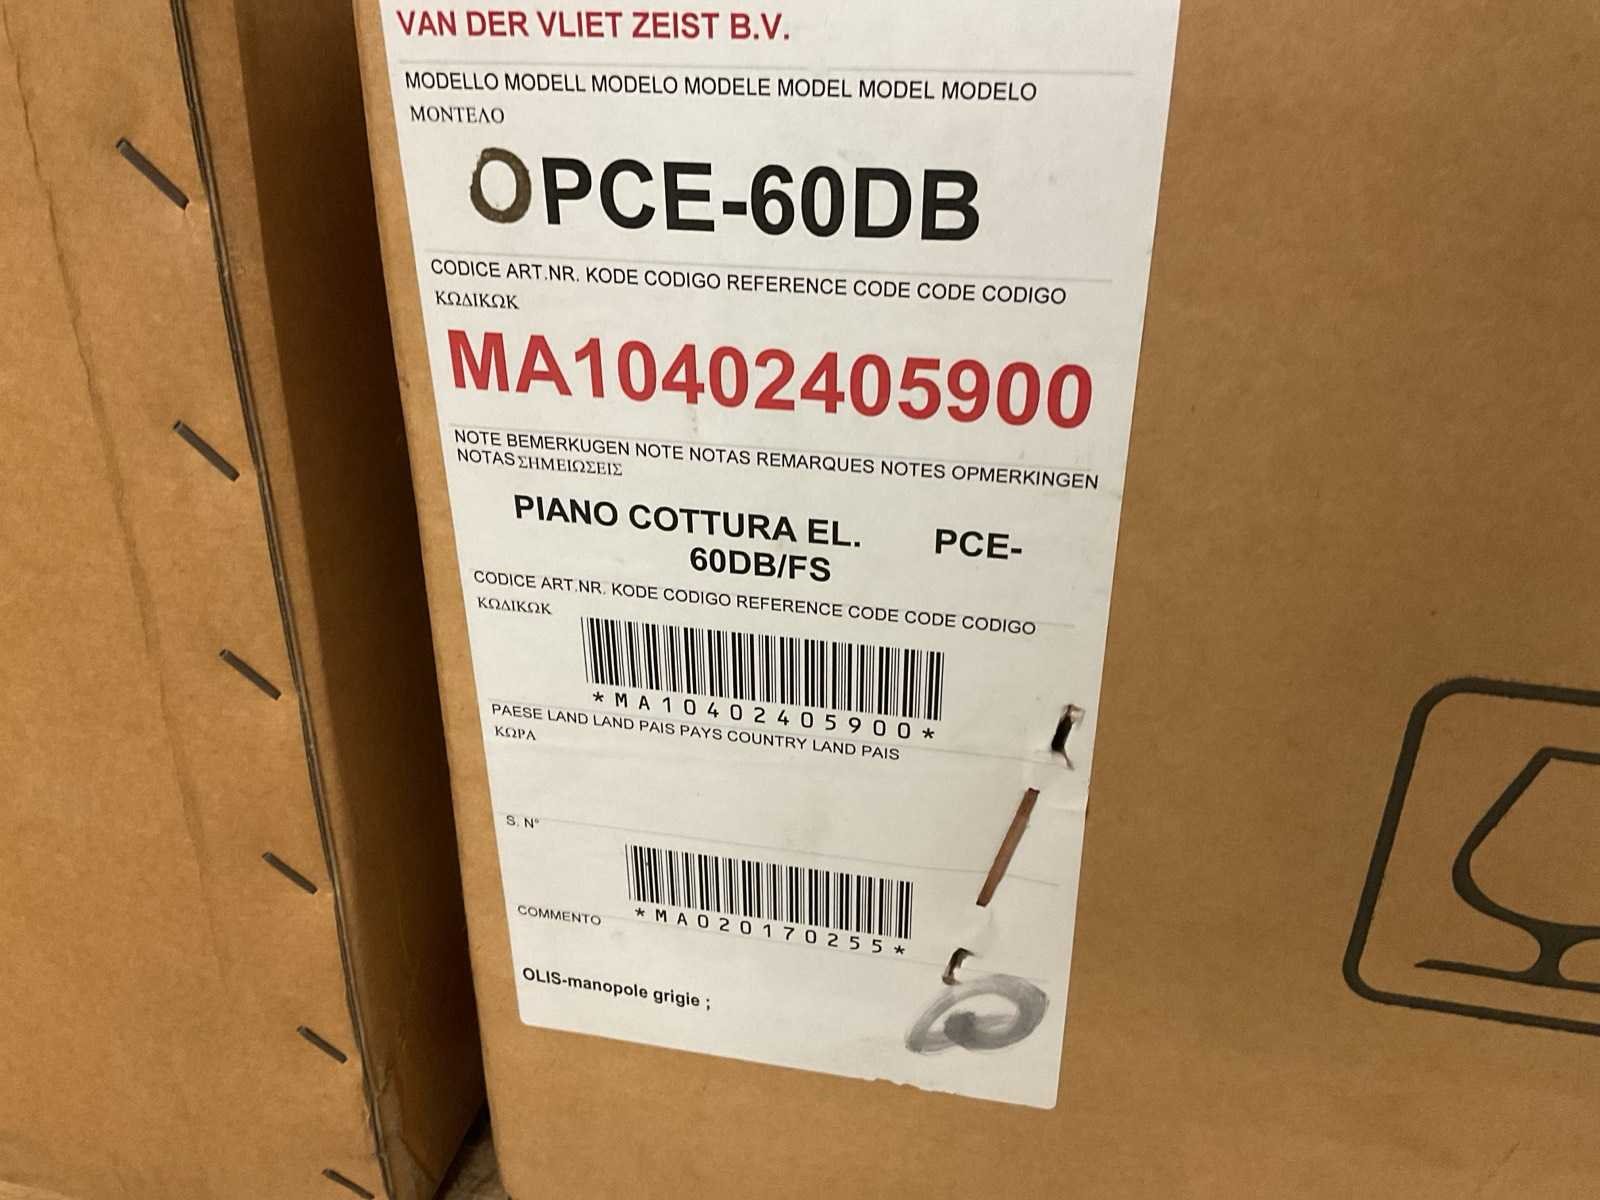 VAN DER VLIET ZEIST B.V.
MODELLO MODELL MODELO MODELE MODEL MODEL MODELO
ΜΟΝΤΕΛΟ
OPCE-60DB
CODICE ART.NR. KODE CODIGO REFERENCE CODE CODE CODIGO
ΚΩΔΙΚΩΚ
MA10402405900
NOTE BEMERKUGEN NOTE NOTAS REMARQUES NOTES OPMERKINGEN
NOTAS ΣΗΜΕΙΩΣΕΙΣ
PIANO COTTURA EL. PCE-
60DB/FS
CODICE ART.NR. KODE CODIGO REFERENCE CODE CODE CODIGO
ΚΩΔΙΚΩΚ
*MA10402405900*
PAESE LAND LAND PAIS PAYS COUNTRY LAND PAIS
ΚΩΡΑ
S. N°
*MA020170255*
COMMENTO
OLIS-manopole grigie ;